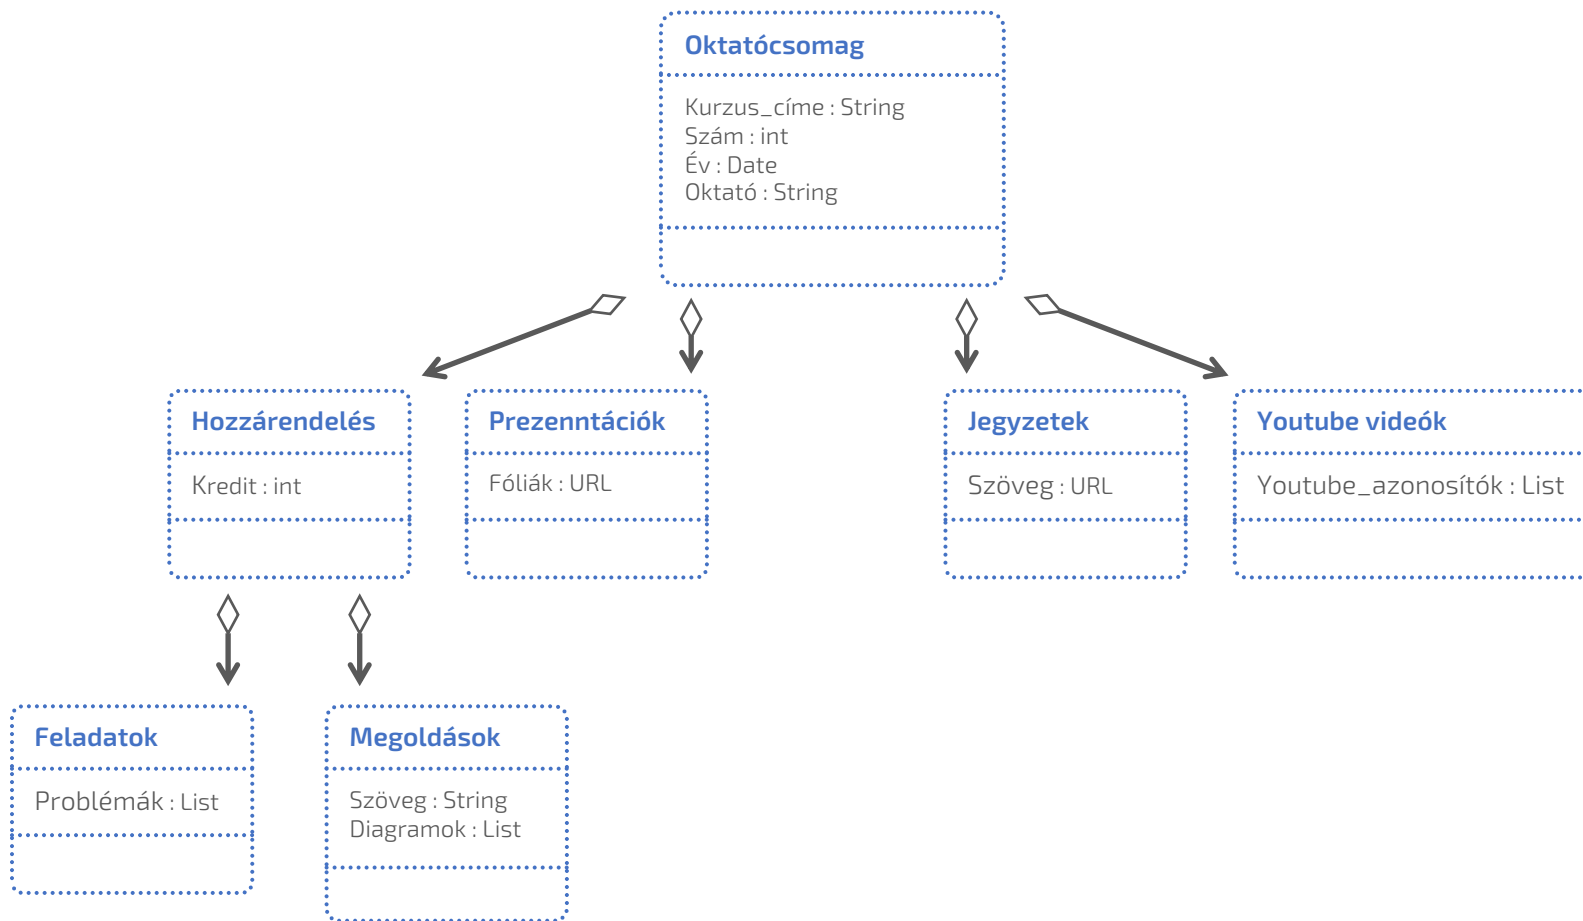 Oktatócsomag
Kurzus_címe : String
Szám : int
Év : Date
Oktató : String
Hozzárendelés
Kredit : int
Prezenntációk
Fóliák : URL
Jegyzetek
Szöveg : URL
Youtube videók
Youtube_azonosítók : List
Feladatok
Problémák : List
Megoldások
Szöveg : String
Diagramok : List